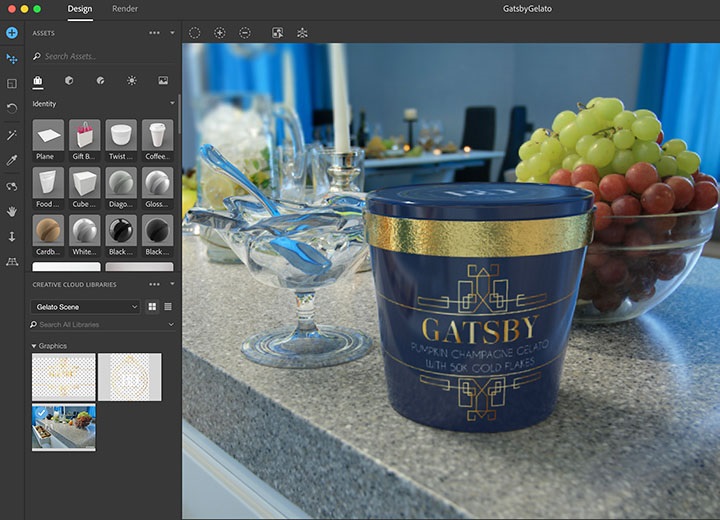 Design
Render
GatsbyGelato
ASSETS
Search Assets...
Identity
Plane
Gift B...
Twist ...
Coffee...
Food ...
Cube ...
Diago...
Gloss...
Cardb...
White...
Black ...
Black ...
CREATIVE CLOUD LIBRARIES
Gelato Scene
Search All Libraries
Graphics
GATSBY
PUMPKIN CHAMPAGNE GELATO
WITH 50K GOLD FLAKES